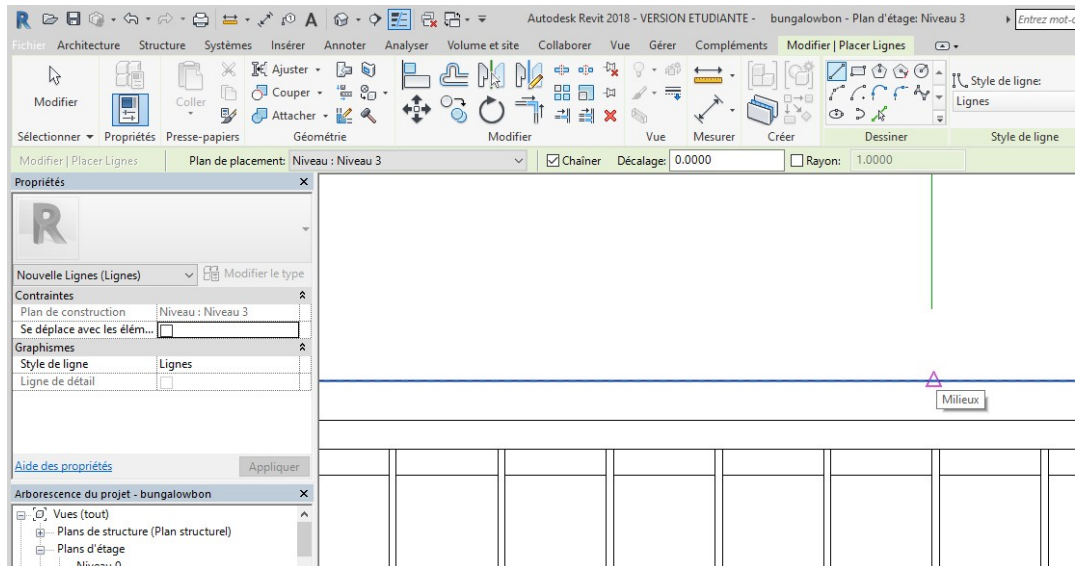 Autodesk Revit 2018 - VERSION ETUDIANTE - bungalowbon - Plan d'étage: Niveau 3 Entrez mot-c
Fichier Architecture Structure Systèmes Insérer Annoter Analyser Volume et site Collaborer Vue Gérer Compléments Modifier | Placer Lignes
Modifier Coller Ajuster Couper Attacher Style de ligne:
Lignes
Sélectionner Propriétés Presse-papiers Géométrie Modifier Vue Mesurer Créer Dessiner Style de ligne
Modifier | Placer Lignes Plan de placement: Niveau : Niveau 3 Chaîner Décalage: 0.0000 Rayon: 1.0000
Propriétés
R
Nouvelle Lignes (Lignes) Modifier le type
Contraintes
Plan de construction Niveau : Niveau 3
Se déplace avec les élém...
Graphismes
Style de ligne Lignes
Ligne de détail
Milieux
Aide des propriétés Appliquer
Arborescence du projet - bungalowbon
Vues (tout)
Plans de structure (Plan structurel)
Plans d'étage
Niveau 0